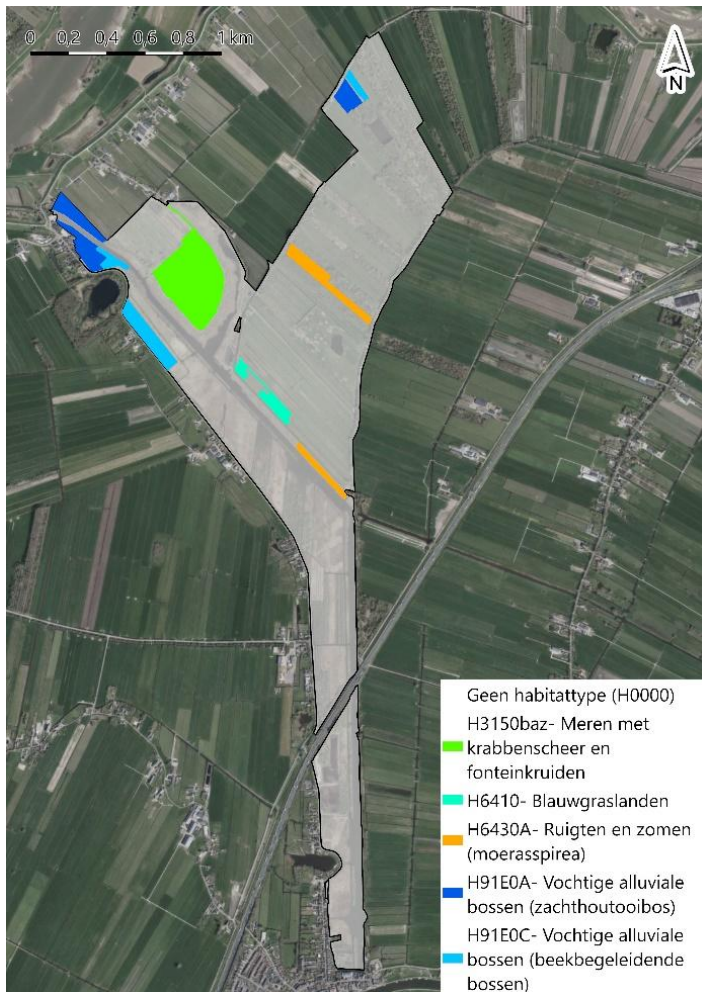 0 0,2 0,4 0,6 0,8 1 km
N
Geen habitattype (H0000)
H3150baz- Meren met
krabbenscheer en
fonteinkruiden
H6410- Blauwgraslanden
H6430A- Ruigten en zomen
(moerasspirea)
H91E0A- Vochtige alluviale
bossen (zachthoutooibos)
H91E0C- Vochtige alluviale
bossen (beekbegeleidende
bossen)